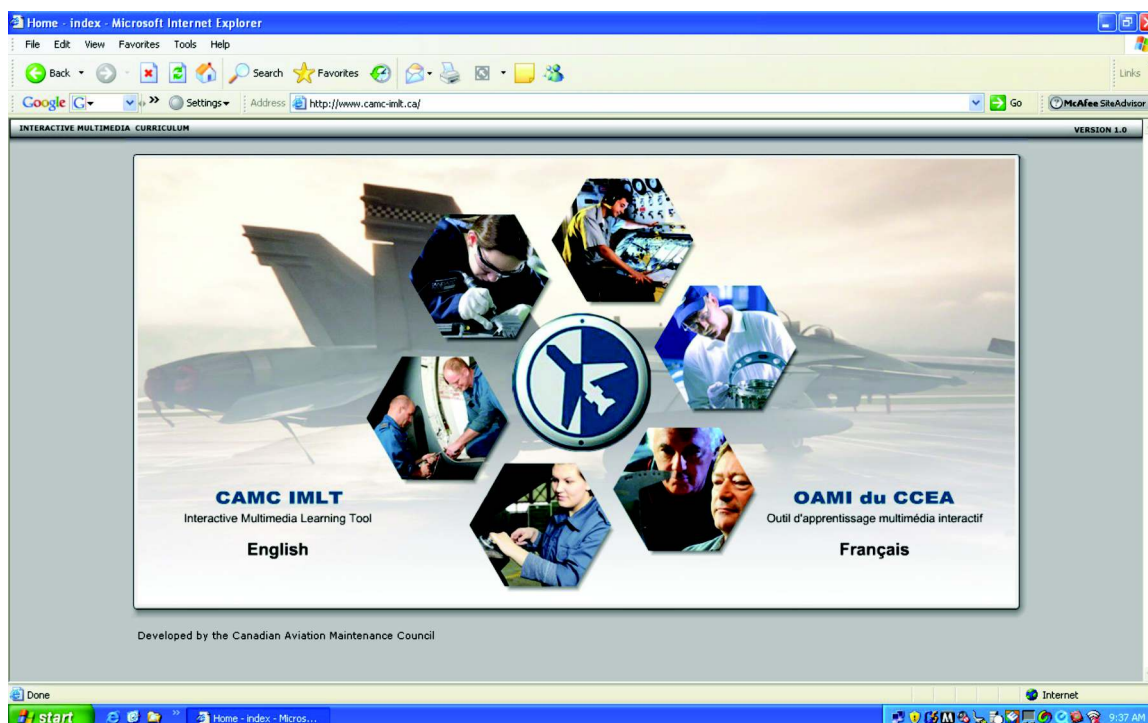 Home - index - Microsoft Internet Explorer
File Edit View Favorites Tools Help
Back Search Favorites Links
Google G Settings Address http://www.camc-imlt.ca/ Go McAfee SiteAdvisor
INTERACTIVE MULTIMEDIA CURRICULUM VERSION 1.0
CAMC IMLT
Interactive Multimedia Learning Tool
English
OAMI du CCEA
Outil d'apprentissage multimédia interactif
Français
Developed by the Canadian Aviation Maintenance Council
Done Internet
start Home - index - Micros... 9:37 AM